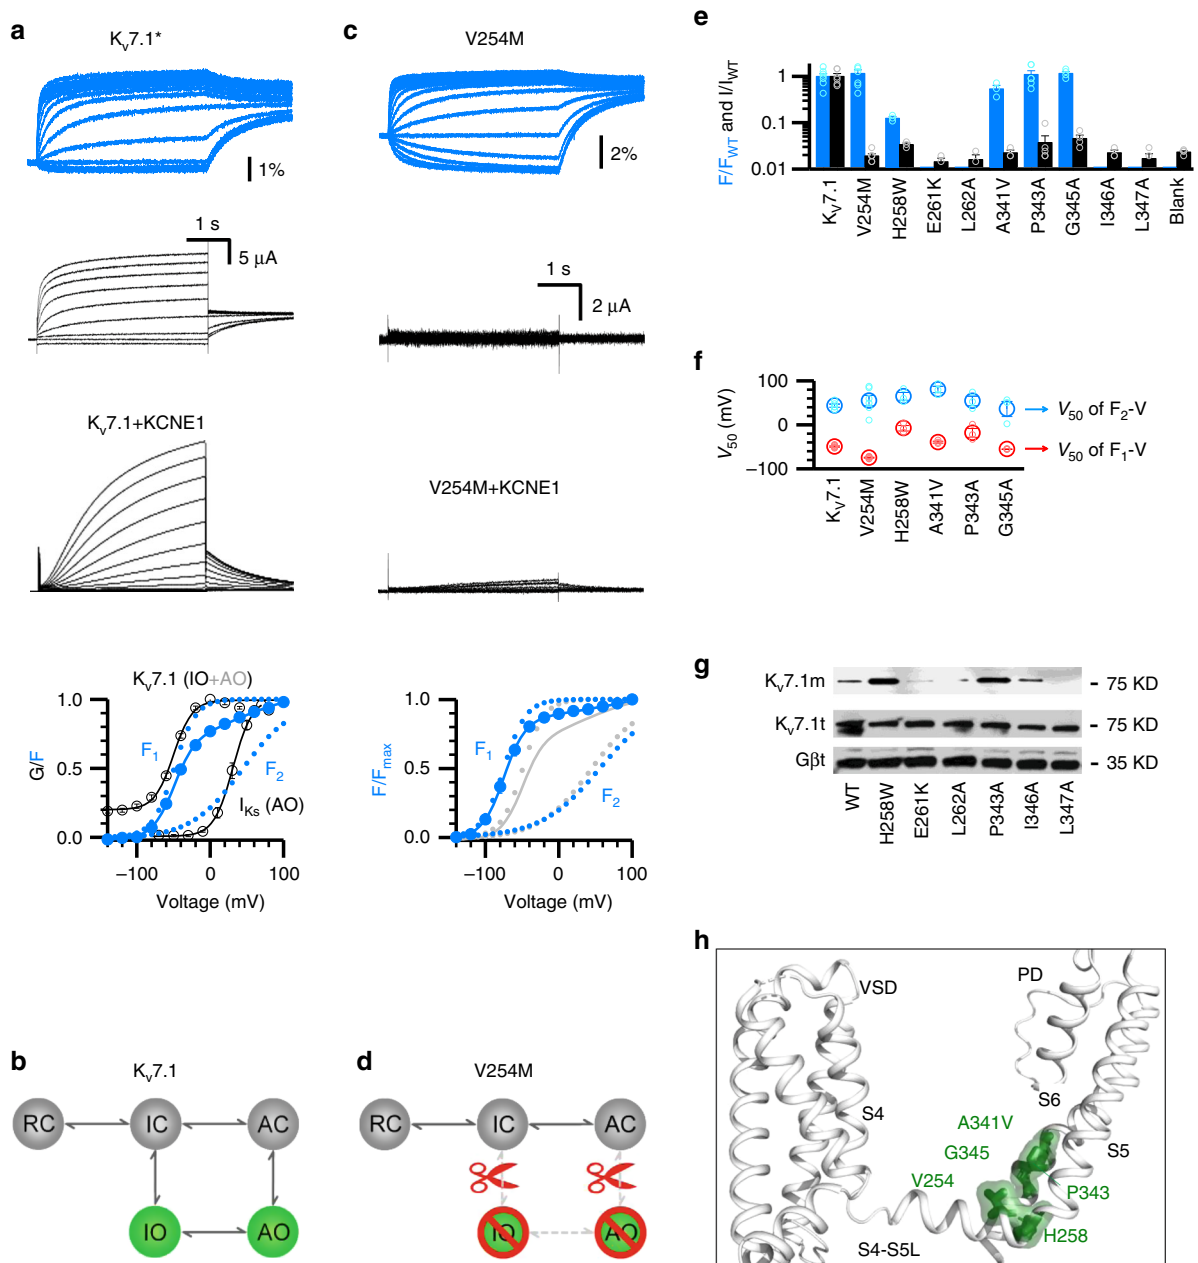 a
Kv7.1*
1%
1 s
5 μA
Kv7.1+KCNE1
Kv7.1 (IO+AO)
1.0
0.5
0.0
G/F
F1
F2
IKs (AO)
−100
0
100
Voltage (mV)
b
Kv7.1
RC
IC
AC
IO
AO
c
V254M
2%
1 s
2 μA
V254M+KCNE1
1.0
0.5
0.0
F/Fmax
F1
F2
−100
0
100
Voltage (mV)
d
V254M
RC
IC
AC
IO
AO
e
F/FWT and I/IWT
1
0.1
0.01
Kv7.1
V254M
H258W
E261K
L262A
A341V
P343A
G345A
I346A
L347A
Blank
f
V50 (mV)
100
0
−100
V50 of F2-V
V50 of F1-V
Kv7.1
V254M
H258W
A341V
P343A
G345A
g
Kv7.1m
- 75 KD
Kv7.1t
- 75 KD
Gβt
- 35 KD
WT
H258W
E261K
L262A
P343A
I346A
L347A
h
VSD
PD
S4
S6
A341V
S5
G345
V254
P343
H258
S4-S5L